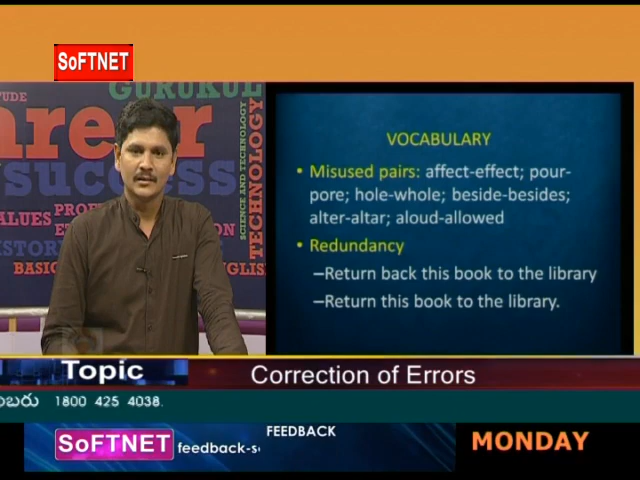 SoFTNET
GURUKUL
TUDE
areer
success
SCIENCE AND TECHNOLOGY
TECHNOLOGY
VALUES
HISTORY
BASIC
VOCABULARY
• Misused pairs: affect-effect; pour-
pore; hole-whole; beside-besides;
alter-altar; aloud-allowed
• Redundancy
–Return back this book to the library
–Return this book to the library.
Topic
Correction of Errors
1800 425 4038.
SoFTNET
FEEDBACK
feedback-s
MONDAY